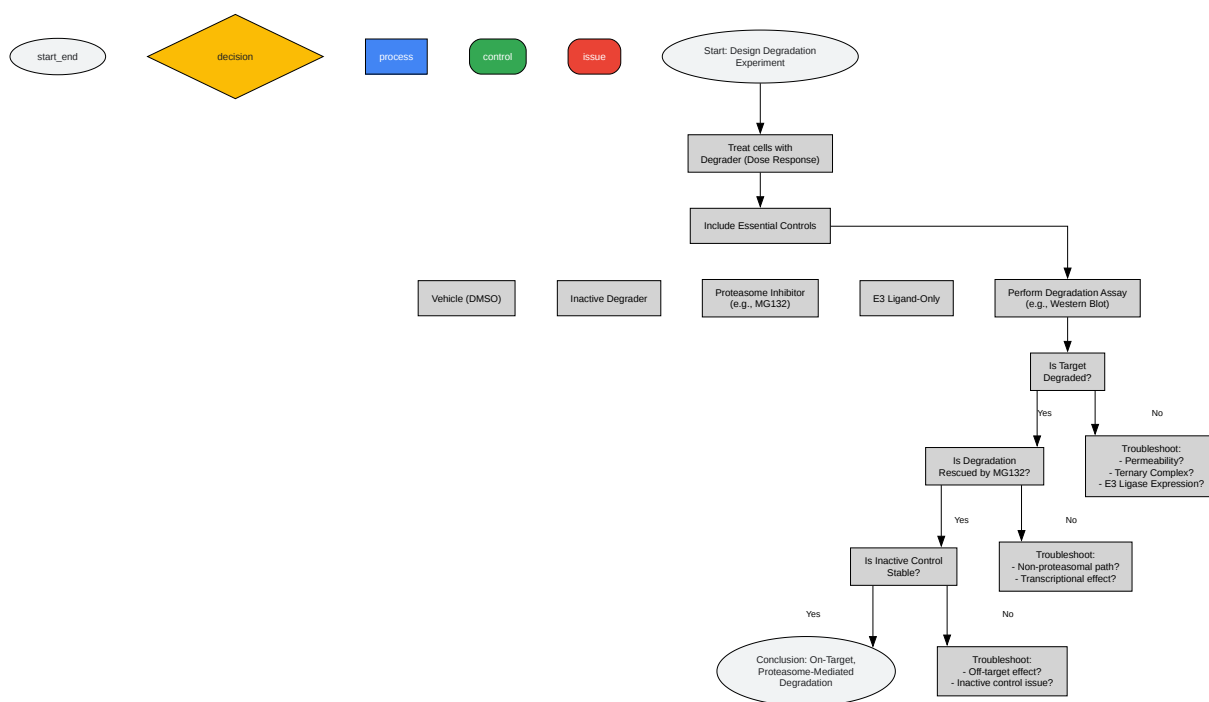 start_end
decision
process
control
issue
Start: Design Degradation
Experiment
Treat cells with
Degrader (Dose Response)
Include Essential Controls
Vehicle (DMSO)
Inactive Degrader
Proteasome Inhibitor
(e.g., MG132)
E3 Ligand-Only
Perform Degradation Assay
(e.g., Western Blot)
Is Target
Degraded?
Yes
No
Is Degradation
Rescued by MG132?
Troubleshoot:
- Permeability?
- Ternary Complex?
- E3 Ligase Expression?
Yes
No
Is Inactive Control
Stable?
Troubleshoot:
- Non-proteasomal path?
- Transcriptional effect?
Yes
No
Conclusion: On-Target,
Proteasome-Mediated
Degradation
Troubleshoot:
- Off-target effect?
- Inactive control issue?